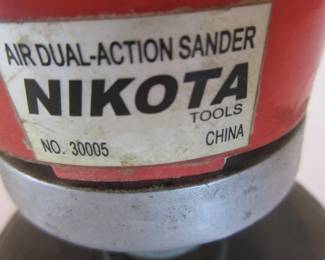 AIR DUAL-ACTION SANDER
NIKOTA
TOOLS
NO. 30005
CHINA